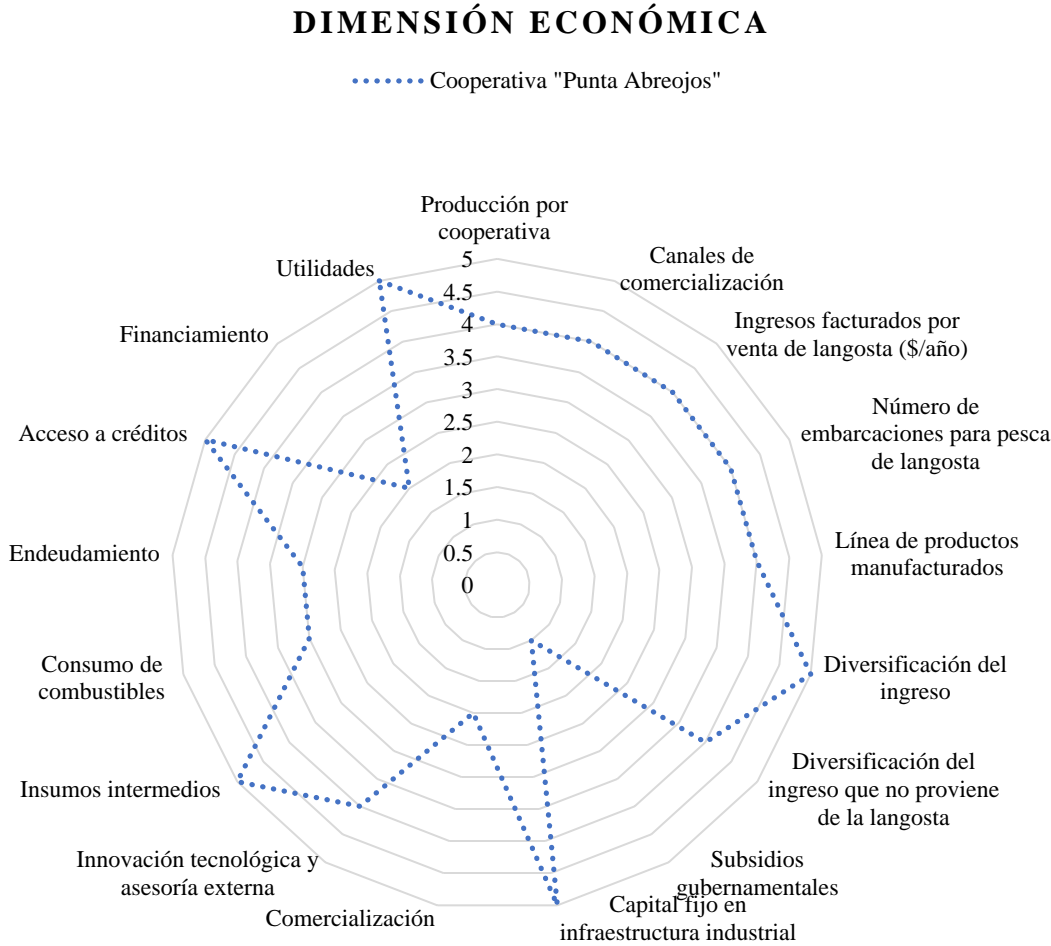 DIMENSIÓN ECONÓMICA
Cooperativa "Punta Abreojos"
Producción por
cooperativa
Canales de
comercialización
Ingresos facturados por
venta de langosta ($/año)
Número de
embarcaciones para pesca
de langosta
Línea de productos
manufacturados
Diversificación del
ingreso
Diversificación del
ingreso que no proviene
de la langosta
Subsidios
gubernamentales
Capital fijo en
infraestructura industrial
Comercialización
Innovación tecnológica y
asesoría externa
Insumos intermedios
Consumo de
combustibles
Endeudamiento
Acceso a créditos
Financiamiento
Utilidades
5
4.5
4
3.5
3
2.5
2
1.5
1
0.5
0